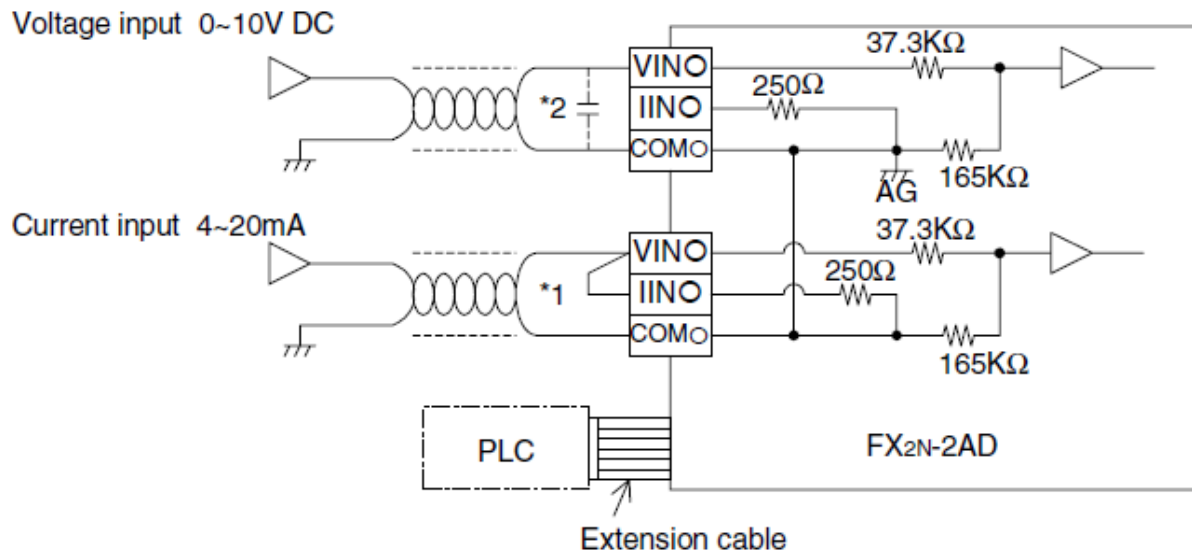 Voltage input 0~10V DC
37.3KΩ
VIN○
250Ω
*2
IIN○
COM○
AG
165KΩ
Current input 4~20mA
37.3KΩ
VIN○
250Ω
*1
IIN○
COM○
165KΩ
PLC
FX2N-2AD
Extension cable